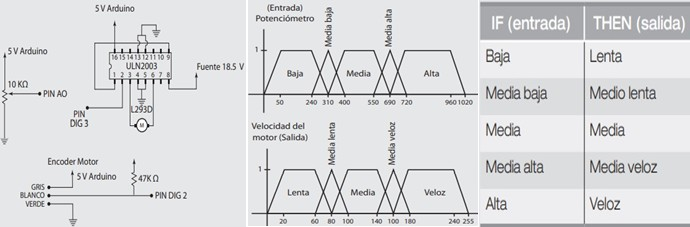 5 V Arduino
5 V Arduino
16 15 14 13 12 11 10 9
ULN2003
1 2 3 4 5 6 7 8
Fuente 18.5 V
10 KΩ
PIN AO
PIN
DIG 3
L293D
M
Encoder Motor
5 V Arduino
47K Ω
GRIS
BLANCO
VERDE
PIN DIG 2
(Entrada)
Potenciómetro
Media baja
Media alta
1
Baja
Media
Alta
50 240 310 400 550 690 720 960 1020
Velocidad del
motor (Salida)
Media lenta
Media veloz
1
Lenta
Media
Veloz
20 60 80 100 140 100 180 240 255
IF (entrada) THEN (salida)
Baja Lenta
Media baja Medio lenta
Media Media
Media alta Media veloz
Alta Veloz